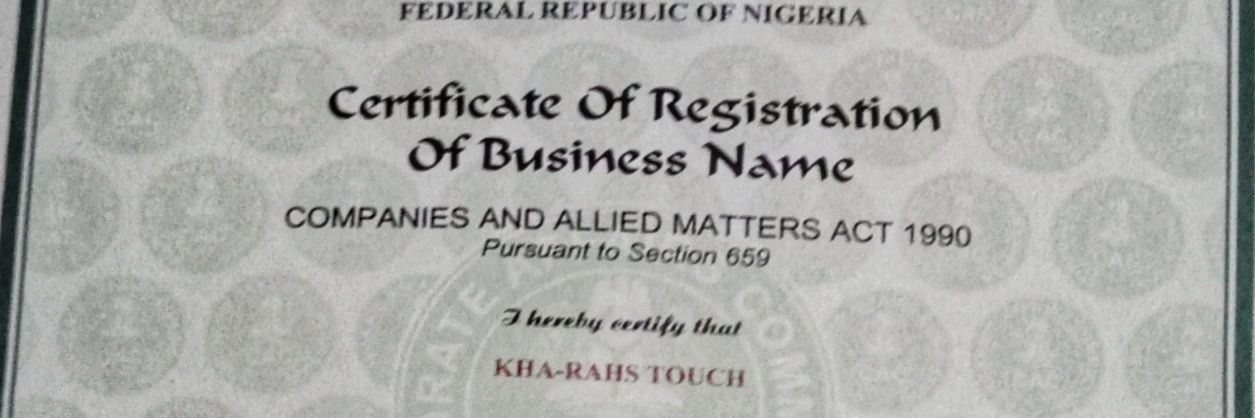 FEDERAL REPUBLIC OF NIGERIA
Certificate Of Registration
Of Business Name
COMPANIES AND ALLIED MATTERS ACT 1990
Pursuant to Section 659
I hereby certify that
KHA-RAHS TOUCH